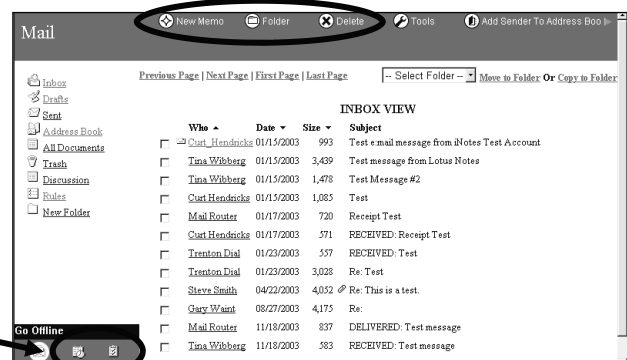 Mail
New Memo Folder Delete Tools Add Sender To Address Boo
Previous Page | Next Page | First Page | Last Page -- Select Folder -- Move to Folder Or Copy to Folder
Inbox
Drafts
Sent
Address Book
All Documents
Trash
Discussion
Rules
New Folder
INBOX VIEW
Who Date Size Subject
Curt_Hendricks 01/15/2003 993 Test e:mail message from iNotes Test Account
Tina Wibberg 01/15/2003 3,439 Test message from Lotus Notes
Tina Wibberg 01/15/2003 1,478 Test Message #2
Curt Hendricks 01/15/2003 1,085 Test
Mail Router 01/17/2003 720 Receipt Test
Curt Hendricks 01/17/2003 571 RECEIVED: Receipt Test
Trenton Dial 01/23/2003 557 RECEIVED: Test
Trenton Dial 01/23/2003 3,028 Re: Test
Steve Smith 04/22/2003 4,052 Re: This is a test.
Gary Waint 08/27/2003 4,175 Re:
Mail Router 11/18/2003 837 DELIVERED: Test message
Tina Wibberg 11/18/2003 583 RECEIVED: Test message
Go Offline